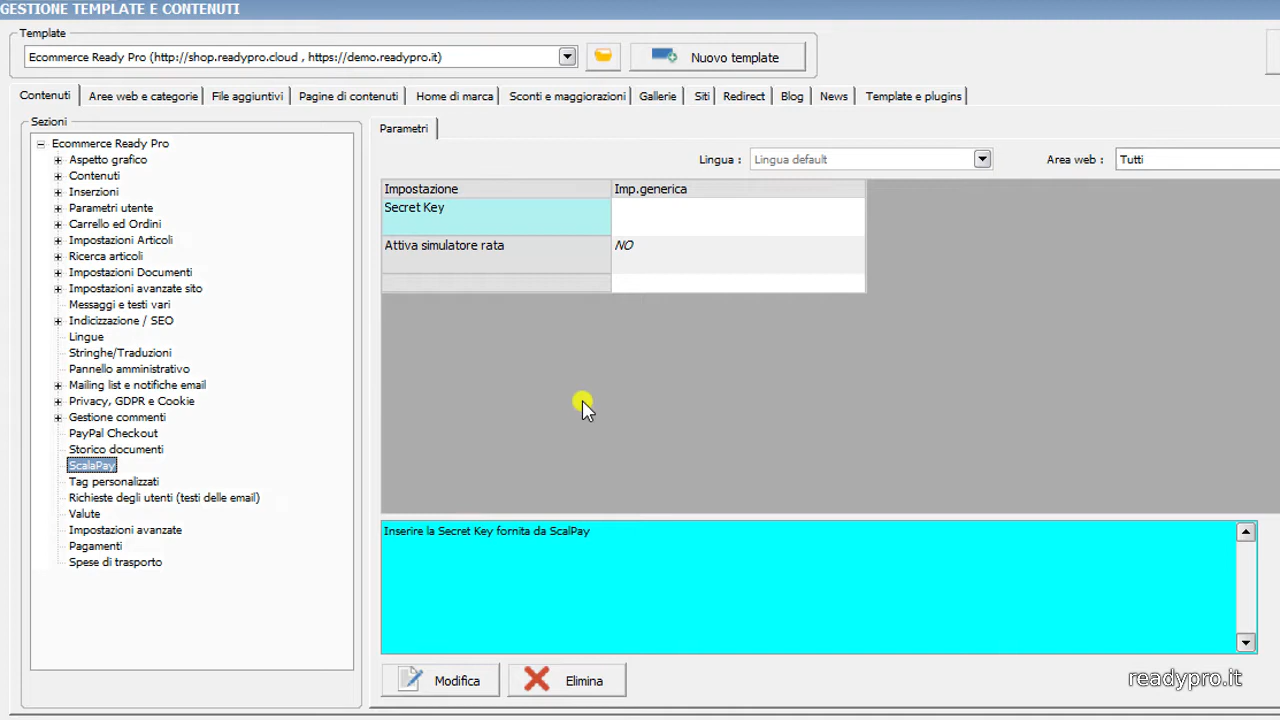 GESTIONE TEMPLATE E CONTENUTI
Template
Ecommerce Ready Pro (http://shop.readypro.cloud , https://demo.readypro.it)
Nuovo template
Contenuti
Aree web e categorie
File aggiuntivi
Pagine di contenuti
Home di marca
Sconti e maggiorazioni
Gallerie
Siti
Redirect
Blog
News
Template e plugins
Sezioni
Ecommerce Ready Pro
Aspetto grafico
Contenuti
Inserzioni
Parametri utente
Carrello ed Ordini
Impostazioni Articoli
Ricerca articoli
Impostazioni Documenti
Impostazioni avanzate sito
Messaggi e testi vari
Indicizzazione / SEO
Lingue
Stringhe/Traduzioni
Pannello amministrativo
Mailing list e notifiche email
Privacy, GDPR e Cookie
Gestione commenti
PayPal Checkout
Storico documenti
ScalaPay
Tag personalizzati
Richieste degli utenti (testi delle email)
Valute
Impostazioni avanzate
Pagamenti
Spese di trasporto
Parametri
Lingua :
Lingua default
Area web :
Tutti
Impostazione
Imp.generica
Secret Key
Attiva simulatore rata
NO
Inserire la Secret Key fornita da ScalPay
Modifica
Elimina
readypro.it